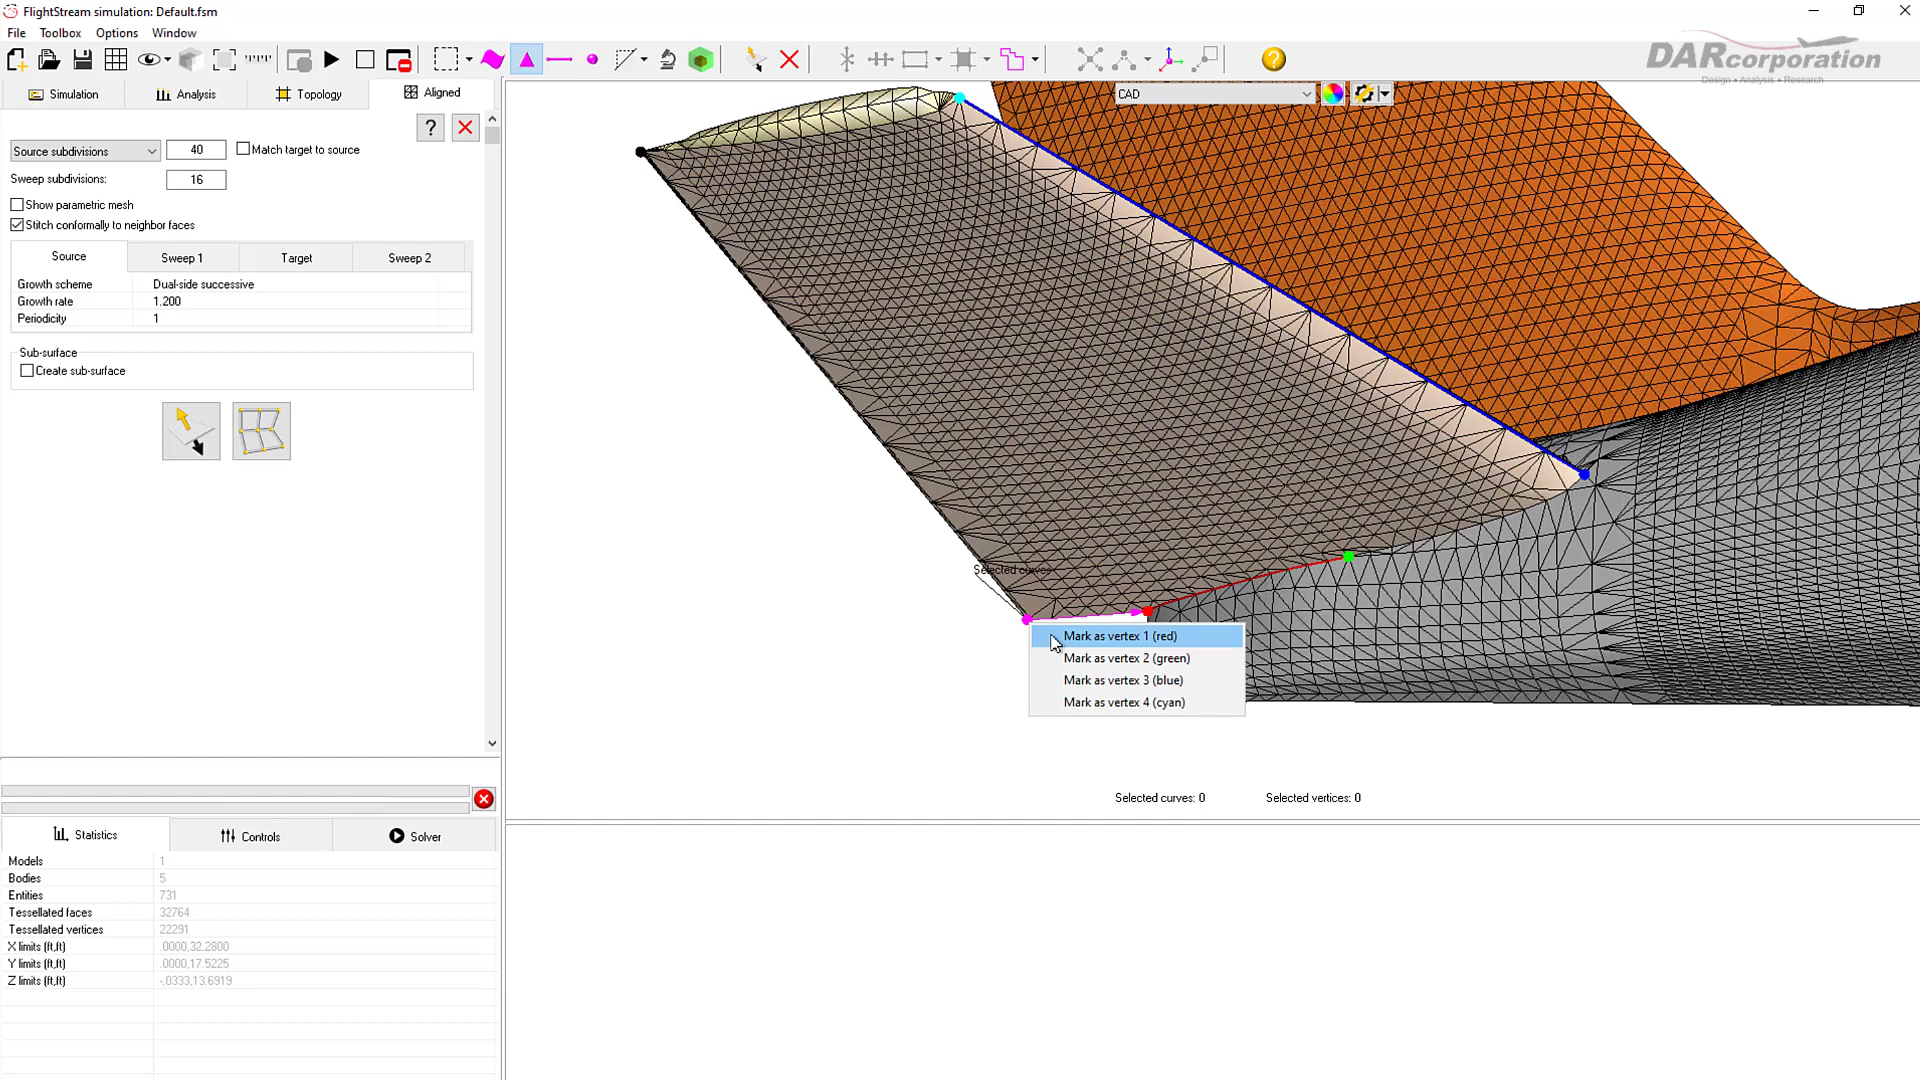 FlightStream simulation: Default.fsm
File Toolbox Options Window
DARcorporation
Design • Analysis • Research
Simulation Analysis Topology Aligned
CAD
?
Source subdivisions 40 Match target to source
Sweep subdivisions: 16
Show parametric mesh
Stitch conformally to neighbor faces
Source Sweep 1 Target Sweep 2
Growth scheme Dual-side successive
Growth rate 1.200
Periodicity 1
Sub-surface
Create sub-surface
Selected curves
Mark as vertex 1 (red)
Mark as vertex 2 (green)
Mark as vertex 3 (blue)
Mark as vertex 4 (cyan)
Selected curves: 0 Selected vertices: 0
Statistics Controls Solver
Models 1
Bodies 5
Entities 731
Tessellated faces 32764
Tessellated vertices 22291
X limits (ft,ft) .0000,32.2800
Y limits (ft,ft) .0000,17.5225
Z limits (ft,ft) -.0333,13.6919